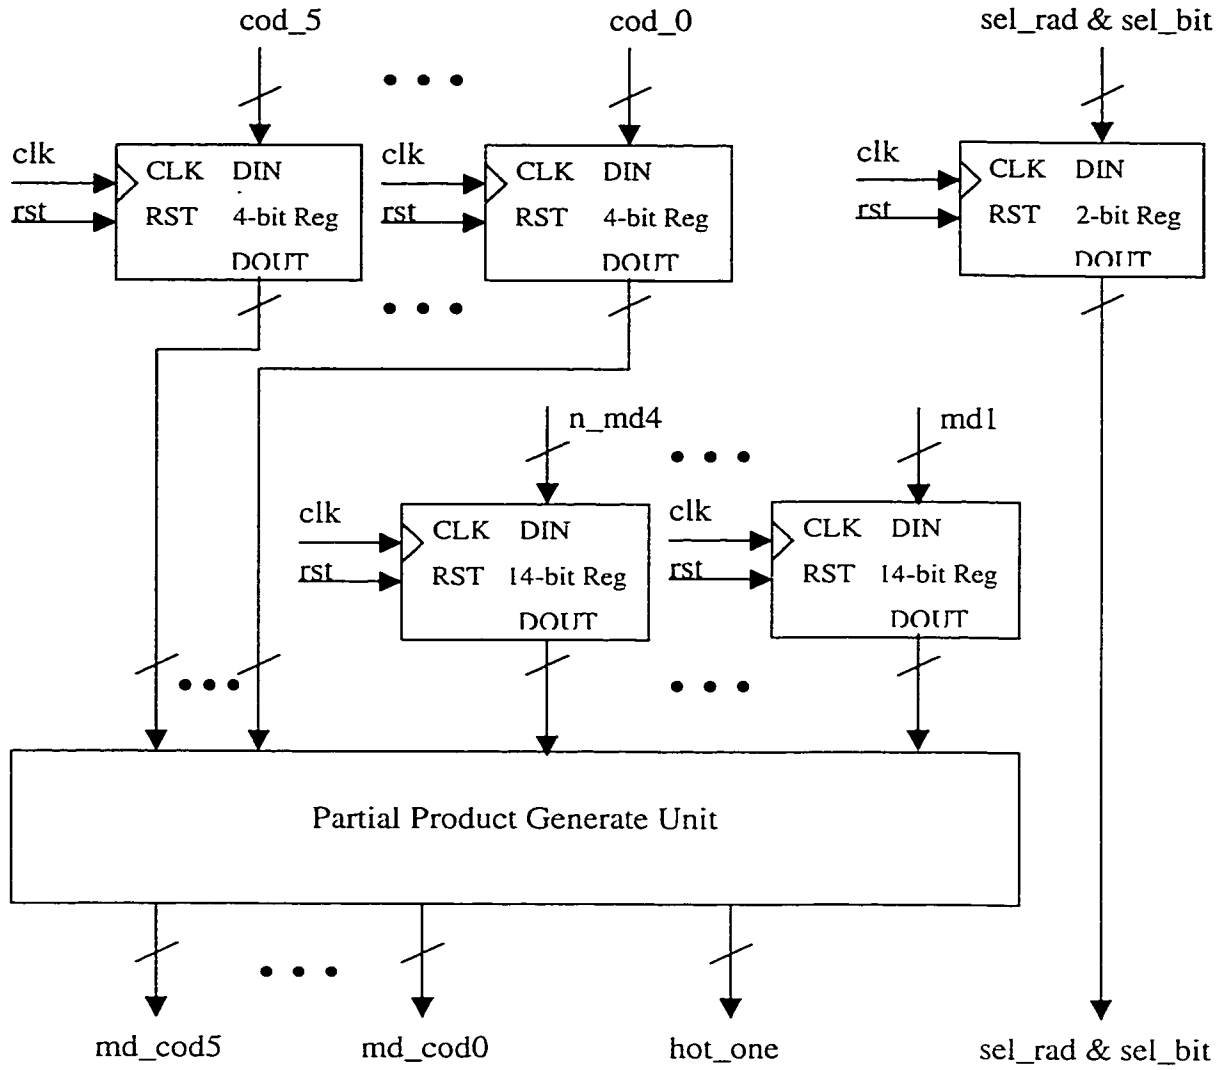 cod_5 cod_0 sel_rad & sel_bit
clk CLK DIN clk CLK DIN clk CLK DIN
rst RST 4-bit Reg rst RST 4-bit Reg rst RST 2-bit Reg
DOUT DOUT DOUT
n_md4 md1
clk CLK DIN clk CLK DIN
rst RST 14-bit Reg rst RST 14-bit Reg
DOUT DOUT
Partial Product Generate Unit
md_cod5 md_cod0 hot_one sel_rad & sel_bit